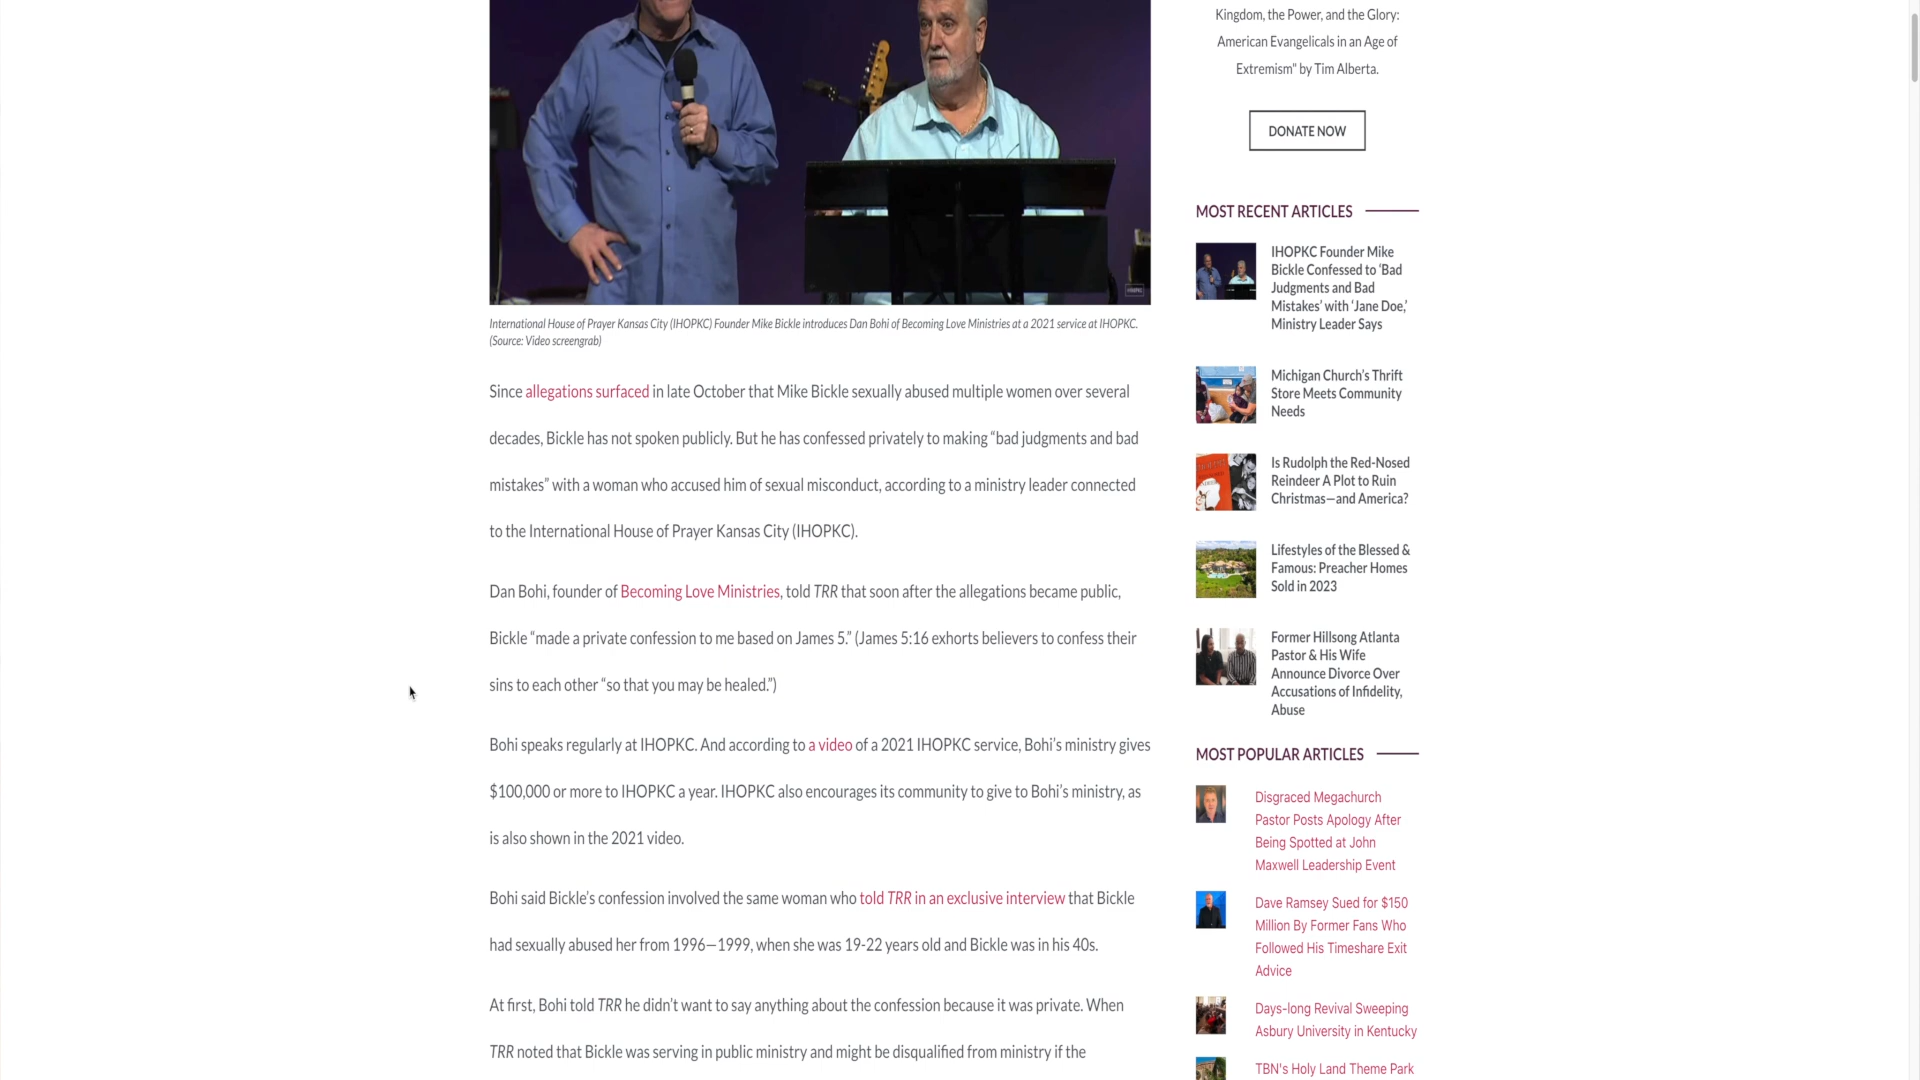 International House of Prayer Kansas City (IHOPKC) Founder Mike Bickle introduces Dan Bohi of Becoming Love Ministries at a 2021 service at IHOPKC.
(Source: Video screengrab)
Since allegations surfaced in late October that Mike Bickle sexually abused multiple women over several
decades, Bickle has not spoken publicly. But he has confessed privately to making “bad judgments and bad
mistakes” with a woman who accused him of sexual misconduct, according to a ministry leader connected
to the International House of Prayer Kansas City (IHOPKC).
Dan Bohi, founder of Becoming Love Ministries, told TRR that soon after the allegations became public,
Bickle “made a private confession to me based on James 5.” (James 5:16 exhorts believers to confess their
sins to each other “so that you may be healed.”)
Bohi speaks regularly at IHOPKC. And according to a video of a 2021 IHOPKC service, Bohi’s ministry gives
$100,000 or more to IHOPKC a year. IHOPKC also encourages its community to give to Bohi’s ministry, as
is also shown in the 2021 video.
Bohi said Bickle’s confession involved the same woman who told TRR in an exclusive interview that Bickle
had sexually abused her from 1996—1999, when she was 19-22 years old and Bickle was in his 40s.
At first, Bohi told TRR he didn’t want to say anything about the confession because it was private. When
TRR noted that Bickle was serving in public ministry and might be disqualified from ministry if the
Kingdom, the Power, and the Glory:
American Evangelicals in an Age of
Extremism" by Tim Alberta.
DONATE NOW
MOST RECENT ARTICLES
IHOPKC Founder Mike
Bickle Confessed to ‘Bad
Judgments and Bad
Mistakes’ with ‘Jane Doe,’
Ministry Leader Says
Michigan Church’s Thrift
Store Meets Community
Needs
Is Rudolph the Red-Nosed
Reindeer A Plot to Ruin
Christmas—and America?
Lifestyles of the Blessed &
Famous: Preacher Homes
Sold in 2023
Former Hillsong Atlanta
Pastor & His Wife
Announce Divorce Over
Accusations of Infidelity,
Abuse
MOST POPULAR ARTICLES
Disgraced Megachurch
Pastor Posts Apology After
Being Spotted at John
Maxwell Leadership Event
Dave Ramsey Sued for $150
Million By Former Fans Who
Followed His Timeshare Exit
Advice
Days-long Revival Sweeping
Asbury University in Kentucky
TBN's Holy Land Theme Park